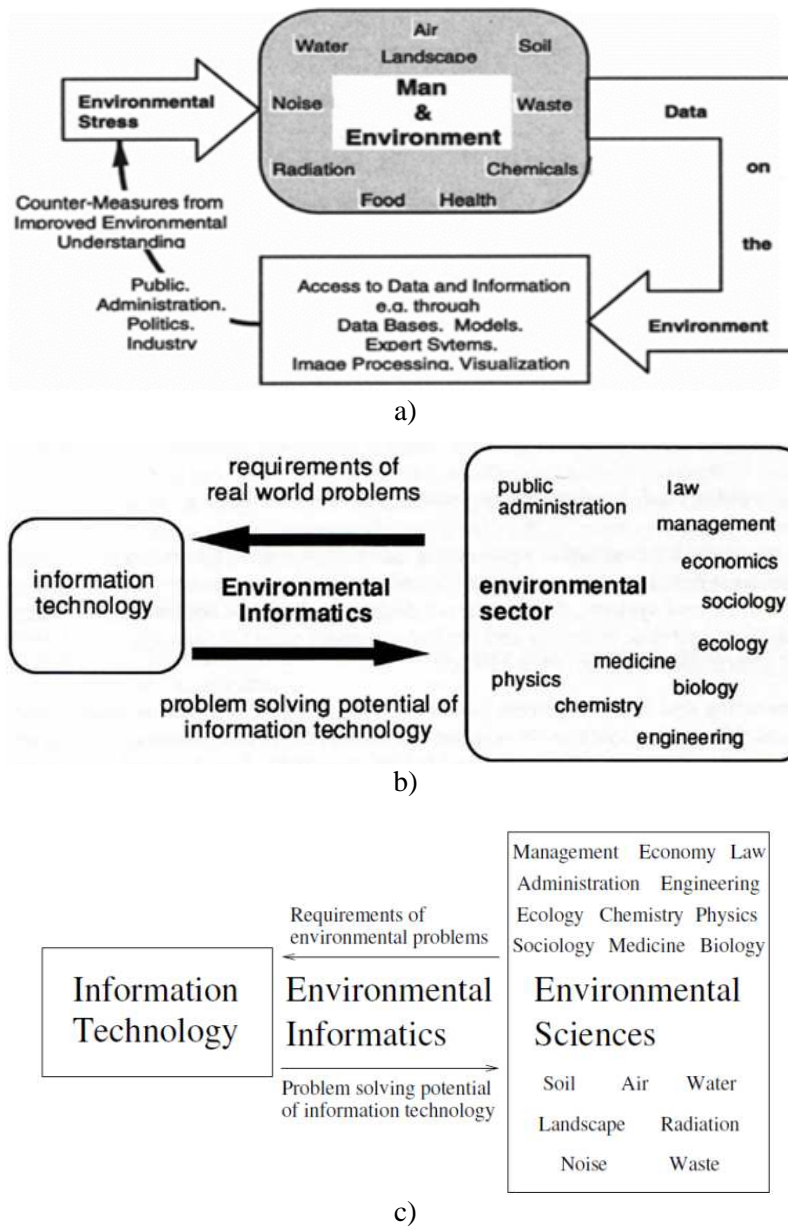 Air
Water Soil
Landscape
Environmental
Stress
Noise
Man
&
Environment
Waste
Data
Radiation Chemicals
Food Health
on
the
Environment
Counter-Measures from
Improved Environmental
Understanding
Public.
Administration.
Politics.
Industry
Access to Data and Information
e.g. through
Data Bases. Models.
Expert Sytems.
Image Processing. Visualization
a)
requirements of
real world problems
information
technology
Environmental
Informatics
problem solving potential of
information technology
public
administration
law
management
economics
environmental
sector
sociology
ecology
medicine
physics
biology
chemistry
engineering
b)
Management Economy Law
Administration Engineering
Ecology Chemistry Physics
Sociology Medicine Biology
Requirements of
environmental problems
Information
Technology
Environmental
Informatics
Environmental
Sciences
Problem solving potential
of information technology
Soil Air Water
Landscape Radiation
Noise Waste
c)